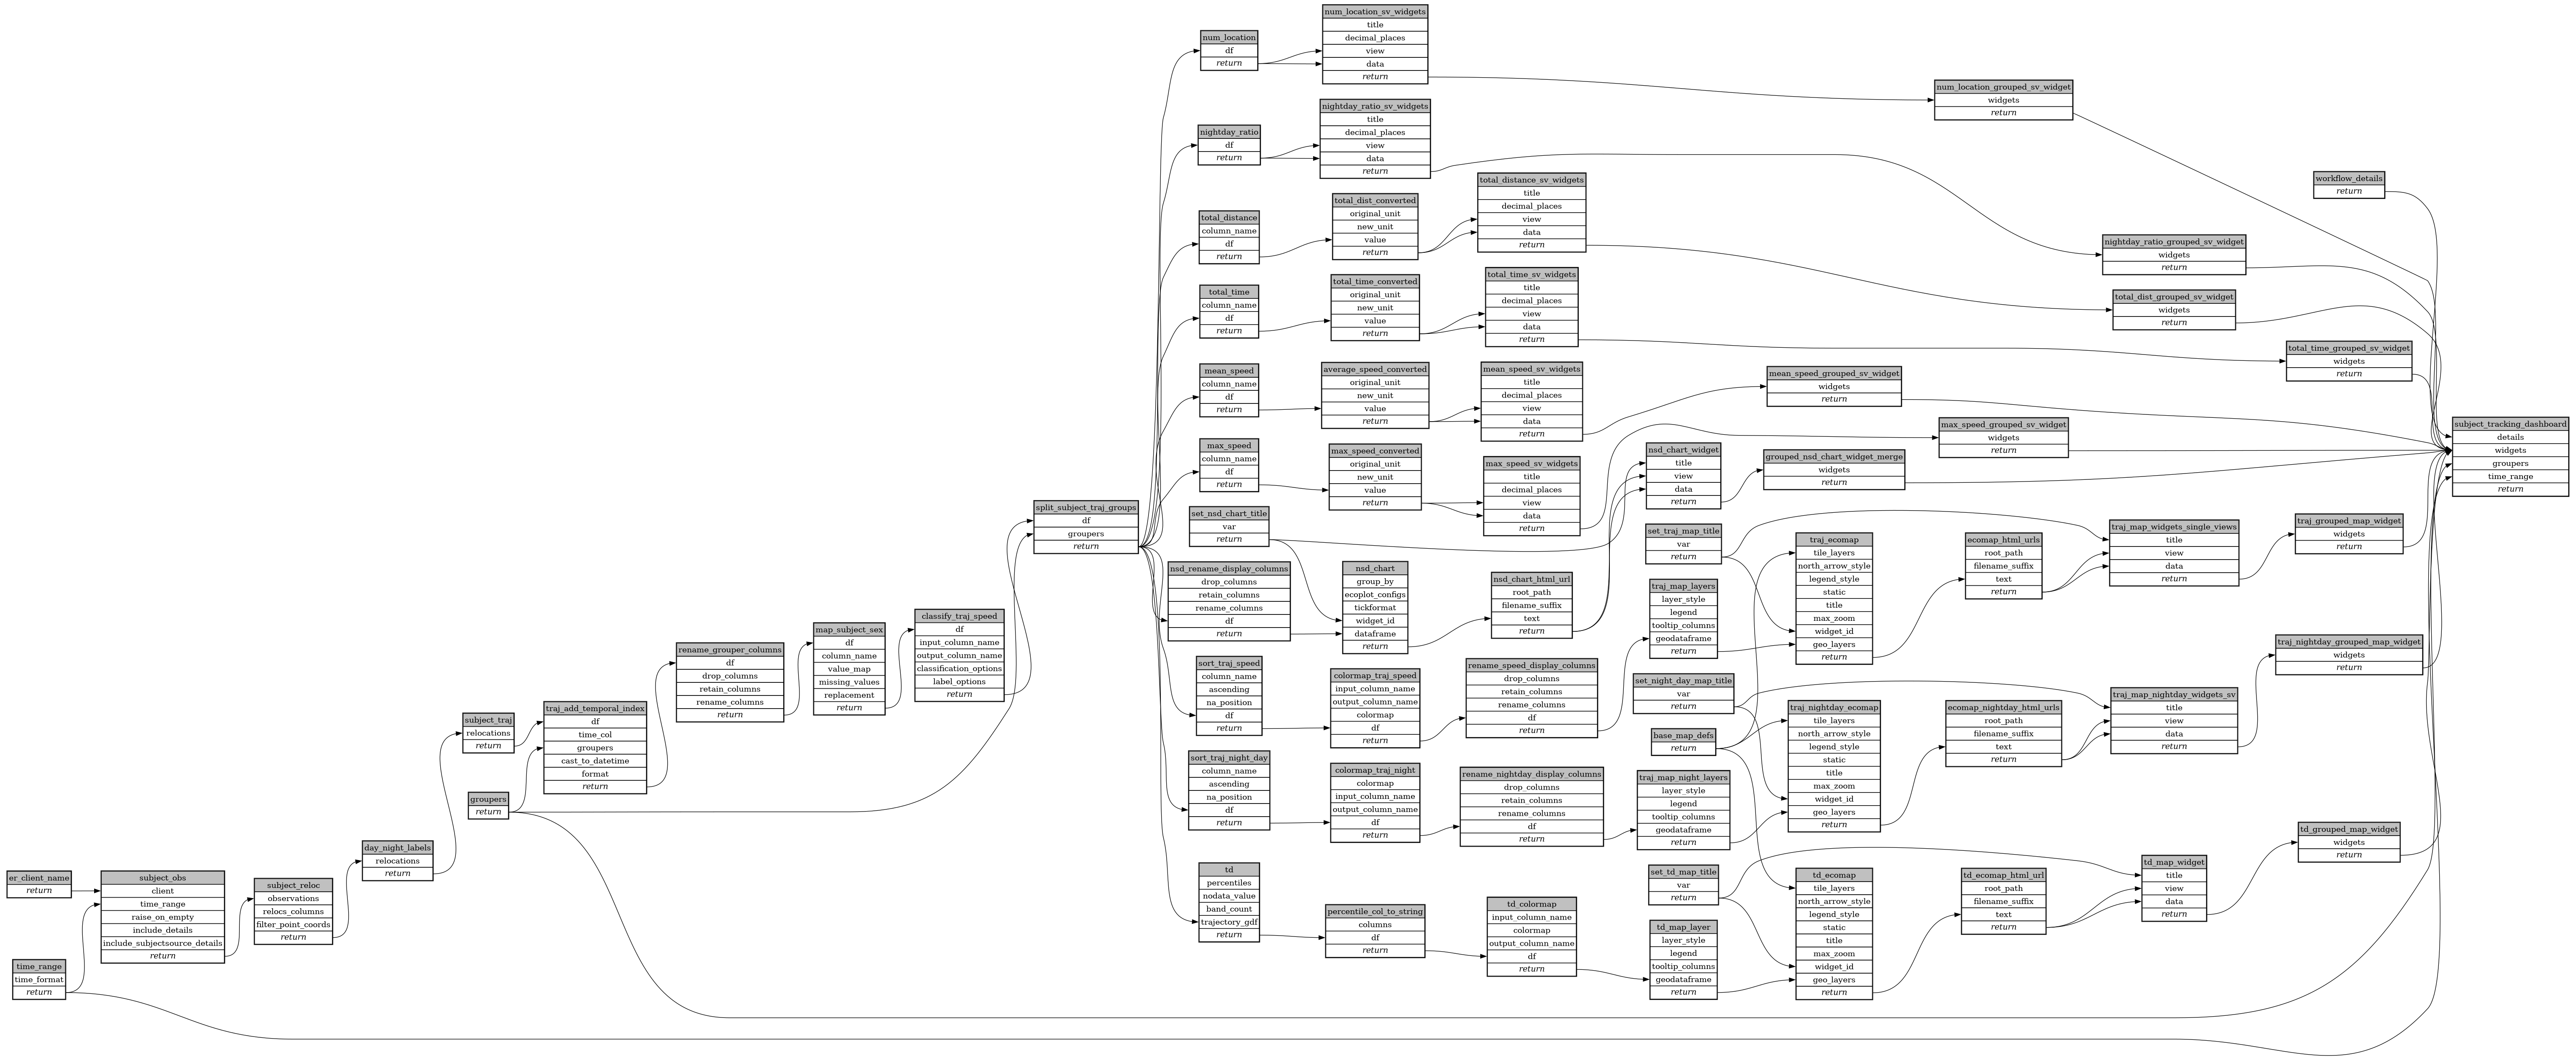 er_client_name
return
time_range
time_format
return
subject_obs
client
time_range
raise_on_empty
include_details
include_subjectsource_details
return
subject_reloc
observations
relocs_columns
filter_point_coords
return
day_night_labels
relocations
return
subject_traj
relocations
return
groupers
return
traj_add_temporal_index
df
time_col
groupers
cast_to_datetime
format
return
rename_grouper_columns
df
drop_columns
retain_columns
rename_columns
return
map_subject_sex
df
column_name
value_map
missing_values
replacement
return
classify_traj_speed
df
input_column_name
output_column_name
classification_options
label_options
return
split_subject_traj_groups
df
groupers
return
num_location
df
return
nightday_ratio
df
return
total_distance
column_name
df
return
total_time
column_name
df
return
mean_speed
column_name
df
return
max_speed
column_name
df
return
set_nsd_chart_title
var
return
nsd_rename_display_columns
drop_columns
retain_columns
rename_columns
df
return
sort_traj_speed
column_name
ascending
na_position
df
return
sort_traj_night_day
column_name
ascending
na_position
df
return
td
percentiles
nodata_value
band_count
trajectory_gdf
return
num_location_sv_widgets
title
decimal_places
view
data
return
nightday_ratio_sv_widgets
title
decimal_places
view
data
return
total_dist_converted
original_unit
new_unit
value
return
total_time_converted
original_unit
new_unit
value
return
average_speed_converted
original_unit
new_unit
value
return
max_speed_converted
original_unit
new_unit
value
return
nsd_chart
group_by
ecoplot_configs
tickformat
widget_id
dataframe
return
colormap_traj_speed
input_column_name
output_column_name
colormap
df
return
colormap_traj_night
colormap
input_column_name
output_column_name
df
return
percentile_col_to_string
columns
df
return
total_distance_sv_widgets
title
decimal_places
view
data
return
total_time_sv_widgets
title
decimal_places
view
data
return
mean_speed_sv_widgets
title
decimal_places
view
data
return
max_speed_sv_widgets
title
decimal_places
view
data
return
nsd_chart_html_url
root_path
filename_suffix
text
return
rename_speed_display_columns
drop_columns
retain_columns
rename_columns
df
return
rename_nightday_display_columns
drop_columns
retain_columns
rename_columns
df
return
td_colormap
input_column_name
colormap
output_column_name
df
return
nsd_chart_widget
title
view
data
return
set_traj_map_title
var
return
traj_map_layers
layer_style
legend
tooltip_columns
geodataframe
return
set_night_day_map_title
var
return
base_map_defs
return
traj_map_night_layers
layer_style
legend
tooltip_columns
geodataframe
return
set_td_map_title
var
return
td_map_layer
layer_style
legend
tooltip_columns
geodataframe
return
mean_speed_grouped_sv_widget
widgets
return
grouped_nsd_chart_widget_merge
widgets
return
traj_ecomap
tile_layers
north_arrow_style
legend_style
static
title
max_zoom
widget_id
geo_layers
return
traj_nightday_ecomap
tile_layers
north_arrow_style
legend_style
static
title
max_zoom
widget_id
geo_layers
return
td_ecomap
tile_layers
north_arrow_style
legend_style
static
title
max_zoom
widget_id
geo_layers
return
num_location_grouped_sv_widget
widgets
return
max_speed_grouped_sv_widget
widgets
return
ecomap_html_urls
root_path
filename_suffix
text
return
ecomap_nightday_html_urls
root_path
filename_suffix
text
return
td_ecomap_html_url
root_path
filename_suffix
text
return
nightday_ratio_grouped_sv_widget
widgets
return
total_dist_grouped_sv_widget
widgets
return
traj_map_widgets_single_views
title
view
data
return
traj_map_nightday_widgets_sv
title
view
data
return
td_map_widget
title
view
data
return
workflow_details
return
total_time_grouped_sv_widget
widgets
return
traj_grouped_map_widget
widgets
return
traj_nightday_grouped_map_widget
widgets
return
td_grouped_map_widget
widgets
return
subject_tracking_dashboard
details
widgets
groupers
time_range
return